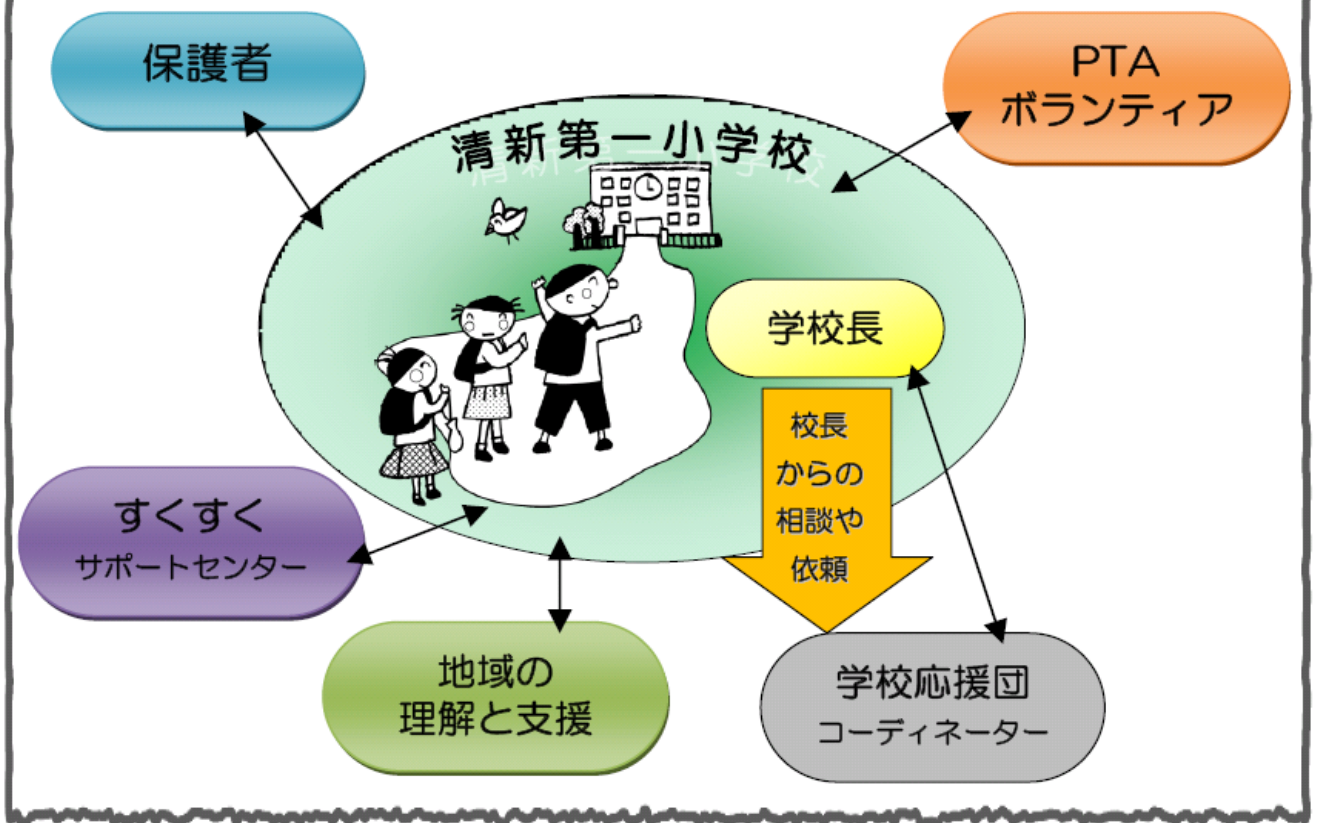 保護者
PTA
ボランティア
清新第一小学校
学校長
校長
からの
相談や
依頼
すくすく
サポートセンター
地域の
理解と支援
学校応援団
コーディネーター